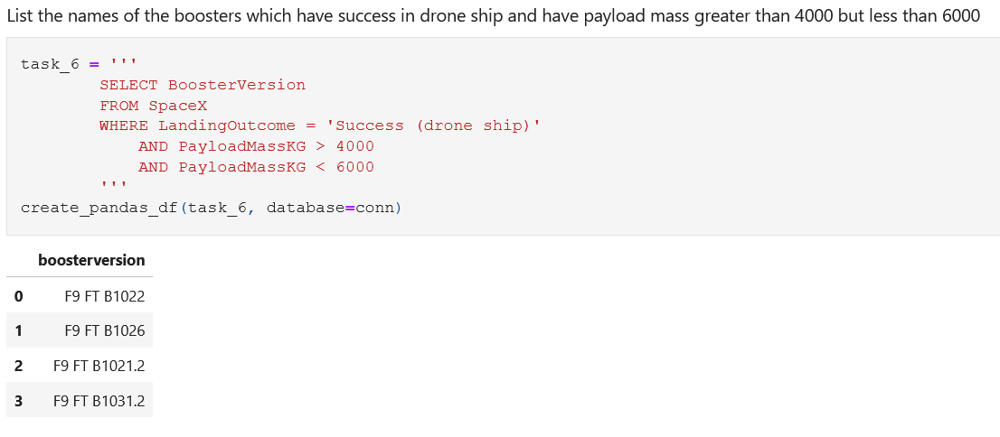 List the names of the boosters which have success in drone ship and have payload mass greater than 4000 but less than 6000
task_6 = '''
SELECT BoosterVersion
FROM SpaceX
WHERE LandingOutcome = 'Success (drone ship)'
AND PayloadMassKG > 4000
AND PayloadMassKG < 6000
'''
create_pandas_df(task_6, database=conn)
boosterversion
0 F9 FT B1022
1 F9 FT B1026
2 F9 FT B1021.2
3 F9 FT B1031.2